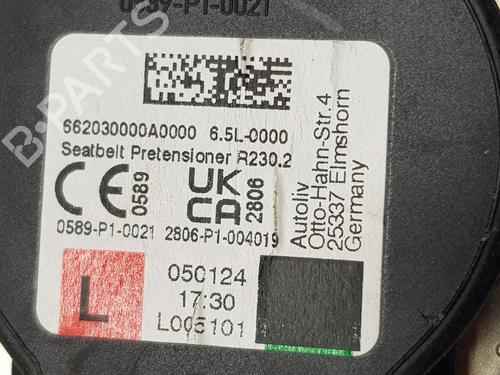 0589-P1-0021
662030000A0000 6.5L-0000
Seatbelt Pretensioner R230.2
CE 0589
UK CA 2806
0589-P1-0021 2806-P1-004019
Autoliv
Otto-Hahn-Str.4
25337 Elmshorn
Germany
L
050124
17:30
L005101
B-PARTS